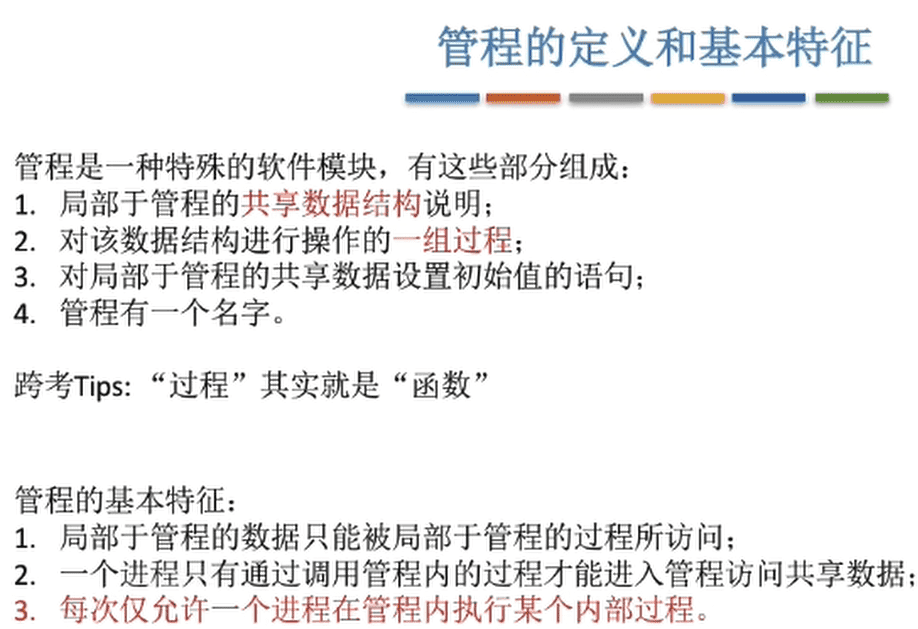 管程的定义和基本特征
管程是一种特殊的软件模块，有这些部分组成：
1. 局部于管程的共享数据结构说明；
2. 对该数据结构进行操作的一组过程；
3. 对局部于管程的共享数据设置初始值的语句；
4. 管程有一个名字。
跨考Tips: “过程”其实就是“函数”
管程的基本特征：
1. 局部于管程的数据只能被局部于管程的过程所访问；
2. 一个进程只有通过调用管程内的过程才能进入管程访问共享数据；
3. 每次仅允许一个进程在管程内执行某个内部过程。